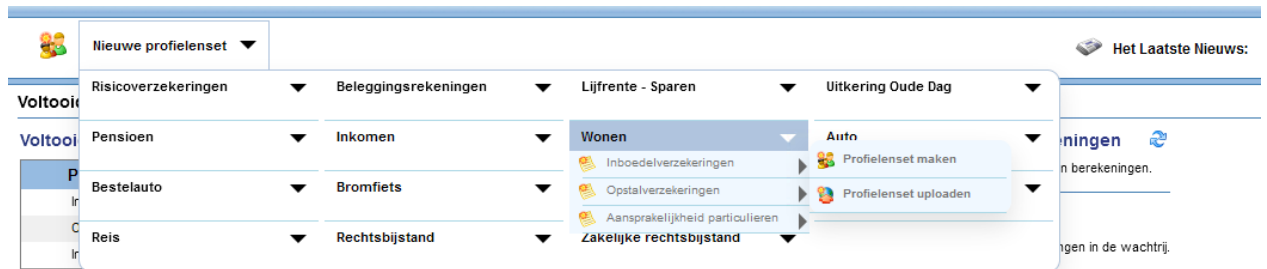 Nieuwe profielenset
Het Laatste Nieuws:
Risicoverzekeringen
Beleggingsrekeningen
Lijfrente - Sparen
Uitkering Oude Dag
Voltooi
Voltooi
Pensioen
Inkomen
Wonen
Auto
eningen
Inboedelverzekeringen
Profielenset maken
n berekeningen.
P
Bestelauto
Bromfiets
Opstalverzekeringen
Profielenset uploaden
Aansprakelijkheid particulieren
Reis
Rechtsbijstand
Zakelijke rechtsbijstand
ngen in de wachtrij.